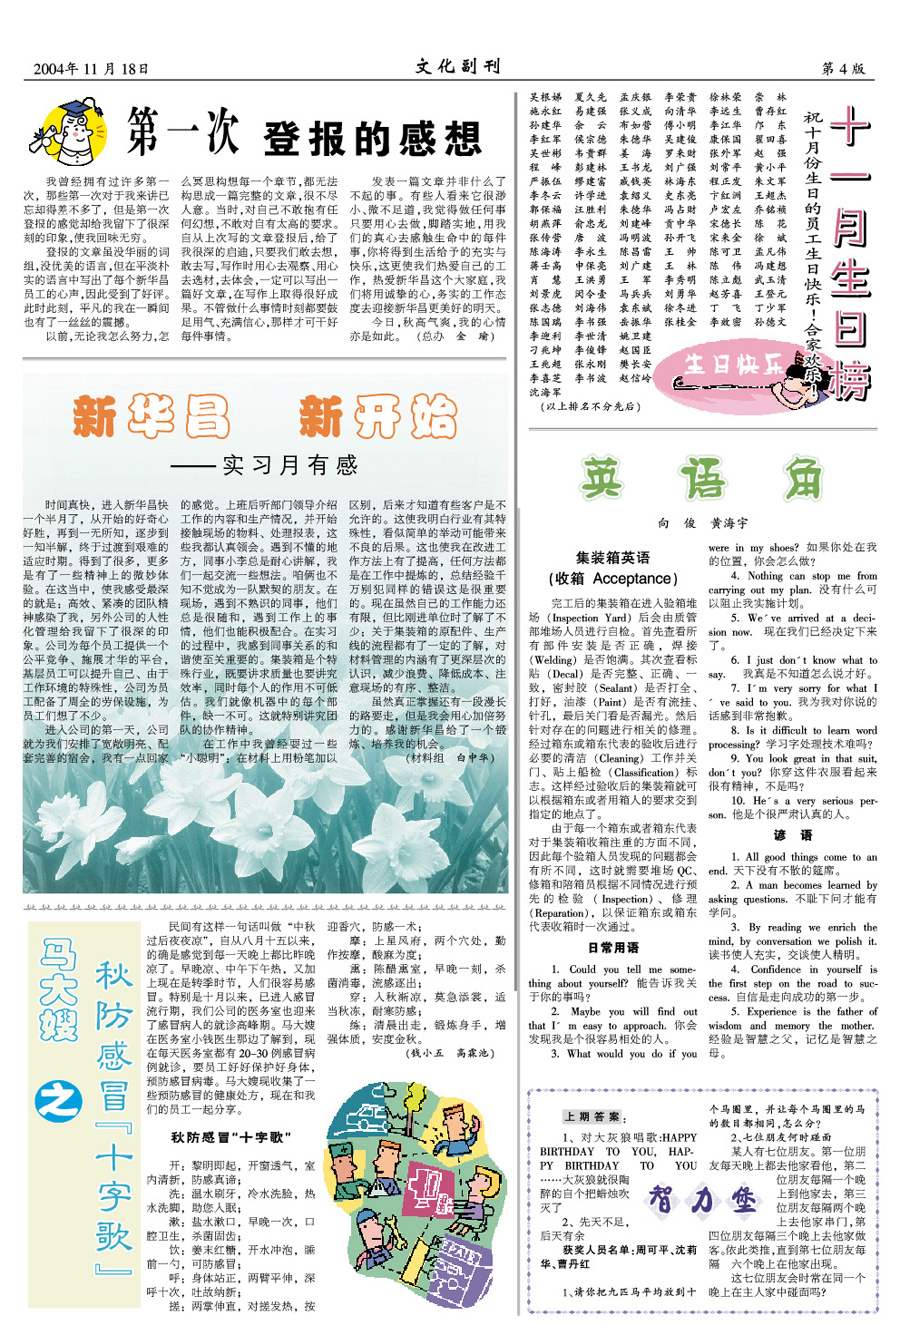 2004年 11 月 18日
文化副刊
第 4 版
第一次 登报的感想
我曾经拥有过许多第一
次，那些第一次对于我来讲已
忘却得差不多了，但是第一次
登报的感觉却给我留下了很深
刻的印象,使我回味无穷。
登报的文章虽没华丽的词
组,没优美的语言,但在平淡朴
实的语言中写出了每个新华昌
员工的心声,因此受到了好评。
此时此刻，平凡的我在一瞬间
也有了一丝丝的震撼。
以前,无论我怎么努力,怎
么冥思构想每一个章节,都无法
构思成一篇完整的文章,很不尽
人意。当时,对自己不敢抱有任
何幻想,不敢对自有太高的要求。
自从上次写的文章登报后,给了
我很深的启迪,只要我们敢去想,
敢去写,写作时用心去观察、用心
去选材,去体会,一定可以写出一
篇好文章,在写作上取得很好成
果。不管做什么事情时刻都要鼓
足用气、充满信心,那样才可干好
每件事情。
发表一篇文章并非什么了
不起的事。有些人看来它很渺
小、微不足道,我觉得做任何事
只要用心去做,脚踏实地,用我
们的真心去感触生命中的每件
事,你将得到生活给予的充实与
快乐,这更使我们热爱自己的工
作，热爱新华昌这个大家庭,我
们将用诚挚的心,务实的工作态
度去迎接新华昌更美好的明天。
今日,秋高气爽,我的心情
亦是如此。（总办 金 瑜）
十一月生日榜
祝十月份生日的员工生日快乐！合家欢乐！
吴根娣 夏久先 孟庆银 李荣贵 徐林荣 常 林
施永红 易建强 张义成 向清华 李远生 曹寿红
孙建华 余 云 布如营 傅小明 李江华 邝 东
李红军 侯宗德 朱德华 吴建俊 康保国 翟田喜
吴世彬 韦贵群 姜 海 罗来财 张外军 赵 强
程 峰 彭建林 王书龙 刘广强 刘常平 黄小平
严振伍 缪建富 戚钱英 林海东 程正发 朱文军
李冬云 许学进 袁绍义 史东亮 卞红洲 王超杰
郭保福 汪胜利 朱德华 冯占财 卢宏左 乔铭祯
胡燕萍 俞志龙 刘建峰 贡中华 宋德长 陈 花
张传营 唐 波 冯明波 孙开飞 宋来金 徐 斌
陈海涛 李永生 陈昌雷 王 帅 陈可卫 孟凡伟
蒋士高 申保亮 刘广建 王 林 陈 伟 冯建想
肖 慧 王洪勇 王 军 李秀明 陈立彪 武玉清
刘景虎 闵令奎 马兵兵 刘勇华 赵芳喜 王登元
张志德 刘海伟 袁东斌 徐冬进 丁 飞 丁少军
陈国瑞 李书强 岳振华 张桂金 李效密 孙德文
李迎利 李世清 姚卫建
刁兆坤 李俊锋 赵国臣
王兆超 张永刚 樊长安
李喜芝 李书波 赵信岭
沈海军
（以上排名不分先后）
生日快乐
新华昌 新开始
——实习月有感
时间真快，进入新华昌快
一个半月了，从开始的好奇心
好胜，再到一无所知，逐步到
一知半解，终于过渡到艰难的
适应时期。得到了很多，更多
是有了一些精神上的微妙体
验。在这当中，使我感受最深
的就是：高效、紧凑的团队精
神感染了我，另外公司的人性
化管理给我留下了很深的印
象。公司为每个员工提供一个
公平竞争、施展才华的平台，
基层员工可以提升自己、由于
工作环境的特殊性，公司为员
工配备了周全的劳保设施，为
员工们想了不少。
进入公司的第一天，公司
就为我们安排了宽敞明亮、配
套完善的宿舍，我有一点回家
的感觉。上班后听部门领导介绍
工作的内容和生产情况，并开始
接触现场的物料、处理报表，这
些我都认真领会。遇到不懂的地
方，同事小李总是耐心讲解，我
们一起交流一些想法。咱俩也不
知不觉成为一队默契的朋友。在
现场，遇到不熟识的同事，他们
总是很随和，遇到工作上的事
情，他们也能积极配合。在实习
的过程中，我感到同事关系的和
谐使至关重要的。集装箱是个特
殊行业，既要讲求质量也要讲究
效率，同时每个人的作用不可低
估。我们就像机器中的每个部
件，缺一不可。这就特别讲究团
队的协作精神。
在工作中我曾经耍过一些
“小聪明”；在材料上用粉笔加以
区别，后来才知道有些客户是不
允许的。这使我明白行业有其特
殊性，看似简单的举动可能带来
不良的后果。这也使我在改进工
作方法上有了提高，任何方法都
是在工作中提炼的，总结经验千
万别犯同样的错误这是很重要
的。现在虽然自己的工作能力还
有限，但比刚进单位时了解了不
少；关于集装箱的原配件、生产
线的流程都有了一定的了解，对
材料管理的内涵有了更深层次的
认识，减少浪费、降低成本、注
意现场的有序、整洁。
虽然真正掌握还有一段漫长
的路要走，但是我会用心加倍努
力的。感谢新华昌给了一个锻
炼、培养我的机会。
（材料组 白中华）
英 语 角
向 俊 黄海宇
集装箱英语
(收箱 Acceptance)
完工后的集装箱在进入验箱堆
场（Inspection Yard）后会由质管
部堆场人员进行自检。首先查看所
有部件安装是否正确，焊接
(Welding）是否饱满。其次查看标
贴（Decal）是否完整、正确、一
致，密封胶（Sealant）是否打全、
打好，油漆（Paint）是否有流挂、
针孔，最后关门看是否漏光。然后
针对存在的问题进行相关的修理。
经过箱东或箱东代表的验收后进行
必要的清洁（Cleaning）工作并关
门、贴上船检（Classification）标
志。这样经过验收后的集装箱就可
以根据箱东或者用箱人的要求交到
指定的地点了。
由于每一个箱东或者箱东代表
对于集装箱收箱注重的方面不同，
因此每个验箱人员发现的问题都会
有所不同，这时就需要堆场 QC、
修箱和陪箱员根据不同情况进行预
先的检验（Inspection)、修理
(Reparation)，以保证箱东或箱东
代表收箱时一次通过。
日常用语
1. Could you tell me some-
thing about yourself? 能告诉我关
于你的事吗?
2. Maybe you will find out
that I´ m easy to approach. 你会
发现我是个很容易相处的人。
3. What would you do if you
were in my shoes? 如果你处在我
的位置，你会怎么做?
4. Nothing can stop me from
carrying out my plan. 没有什么可
以阻止我实施计划。
5. We´ve arrived at a deci-
sion now. 现在我们已经决定下来
了。
6. I just don´t know what to
say. 我真是不知道怎么说才好。
7. I´m very sorry for what I
´ ve said to you. 我为我对你说的
话感到非常抱歉。
8. Is it difficult to learn word
processing? 学习字处理技术难吗?
9. You look great in that suit,
don´t you? 你穿这件衣服看起来
很有精神，不是吗?
10. He´s a very serious per-
son. 他是个很严肃认真的人。
谚 语
1. All good things come to an
end. 天下没有不散的筵席。
2. A man becomes learned by
asking questions. 不耻下问才能有
学问。
3. By reading we enrich the
mind, by conversation we polish it.
读书使人充实，交谈使人精明。
4. Confidence in yourself is
the first step on the road to suc-
cess. 自信是走向成功的第一步。
5. Experience is the father of
wisdom and memory the mother.
经验是智慧之父，记忆是智慧之
母。
马大嫂之
秋防感冒『十字歌』
民间有这样一句话叫做“中秋
过后夜夜凉”，自从八月十五以来，
的确是感觉到每一天晚上都比昨晚
凉了。早晚凉、中午下午热，又加
上现在是转季时节，人们很容易感
冒。特别是十月以来，已进入感冒
流行期，我们公司的医务室也迎来
了感冒病人的就诊高峰期。马大嫂
在医务室小钱医生那边了解到，现
在每天医务室都有 20-30 例感冒病
例就诊，要员工好好保护好身体，
预防感冒病毒。马大嫂现收集了一
些预防感冒的健康处方，现在和我
们的员工一起分享。
秋防感冒“十字歌”
开：黎明即起，开窗透气，室
内清新，防感真谛；
洗：温水刷牙，冷水洗脸，热
水洗脚，助您入眠；
漱：盐水漱口，早晚一次，口
腔卫生，杀菌固齿；
饮：姜末红糖，开水冲泡，睡
前一勺，可防感冒；
呼：身体站正，两臂平伸，深
呼十次，吐故纳新；
搓：两掌伸直，对搓发热，按
迎香穴，防感一术；
摩：上星风府，两个穴处，勤
作按摩，酸麻为度；
熏：陈醋熏室，早晚一刻，杀
菌消毒，流感逐出；
穿：入秋渐凉，莫急添裳，适
当秋冻，耐寒防感；
练：清晨出走，锻炼身手，增
强体质，安度金秋。
（钱小五 高霖池）
REPAIR
智力堡
上期答案：
1、对大灰狼唱歌:HAPPY
BIRTHDAY TO YOU, HAP-
PY BIRTHDAY TO YOU
……大灰狼就很陶
醉的自个把蜡烛吹
灭了
2、先天不足，
后天有余
获奖人员名单:周可平、沈莉
华、曹丹红
1、请你把九匹马平均放到十
个马圈里，并让每个马圈里的马
的数目都相同,怎么分?
2、七位朋友何时碰面
某人有七位朋友。第一位朋
友每天晚上都去他家看他，第二
位朋友每隔一个晚
上到他家去，第三
位朋友每隔两个晚
上去他家串门,第
四位朋友每隔三个晚上去他家做
客。依此类推,直到第七位朋友每
隔 六个晚上在他家出现。
这七位朋友会时常在同一个
晚上在主人家中碰面吗?